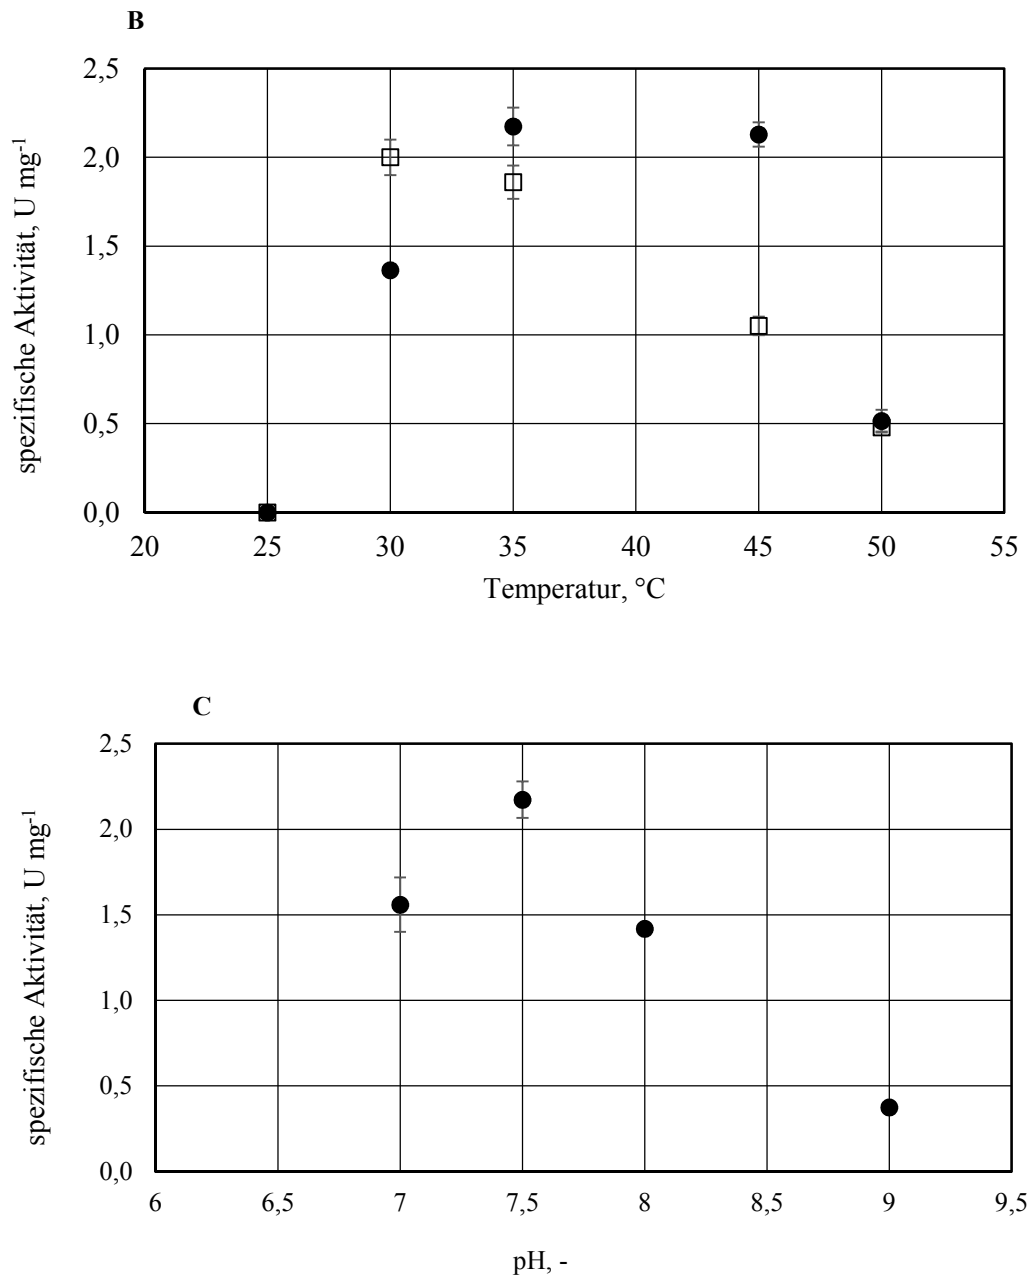 B
2,5
2,0
1,5
1,0
0,5
0,0
20 25 30 35 40 45 50 55
spezifische Aktivität, U mg-1
Temperatur, °C
C
2,5
2,0
1,5
1,0
0,5
0,0
6 6,5 7 7,5 8 8,5 9 9,5
spezifische Aktivität, U mg-1
pH, -